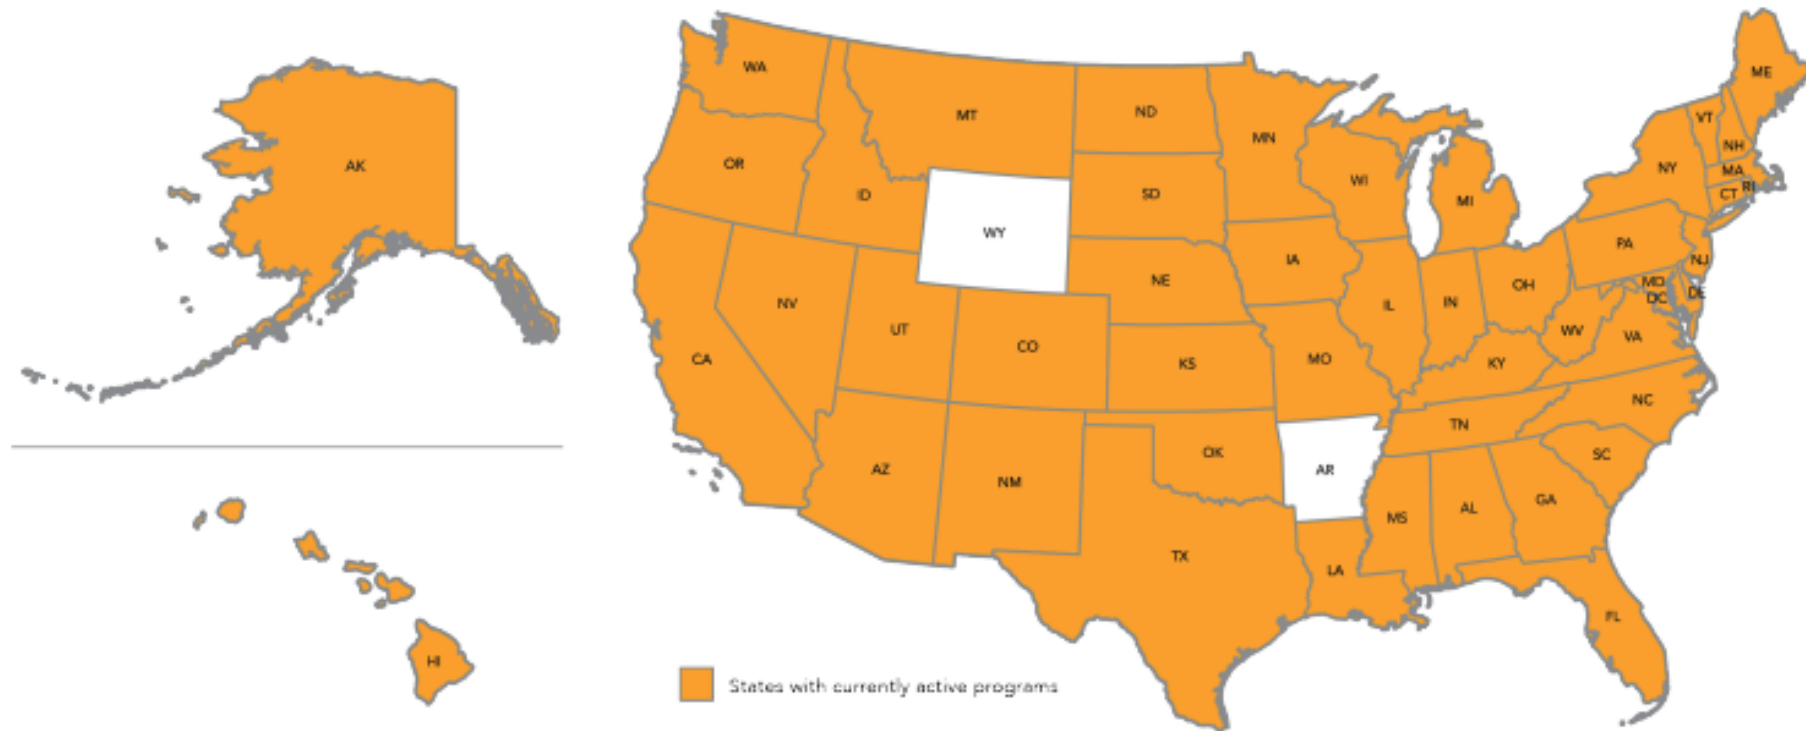 WA
MT
ND
MN
ME
VT
NH
OR
ID
SD
WI
MI
NY
MA
RI
CT
AK
WY
IA
NE
PA
NJ
NV
UT
CO
IL
IN
OH
MD
DE
DC
CA
KS
MO
KY
WV
VA
AZ
NM
OK
AR
TN
NC
SC
TX
MS
AL
GA
LA
FL
HI
States with currently active programs